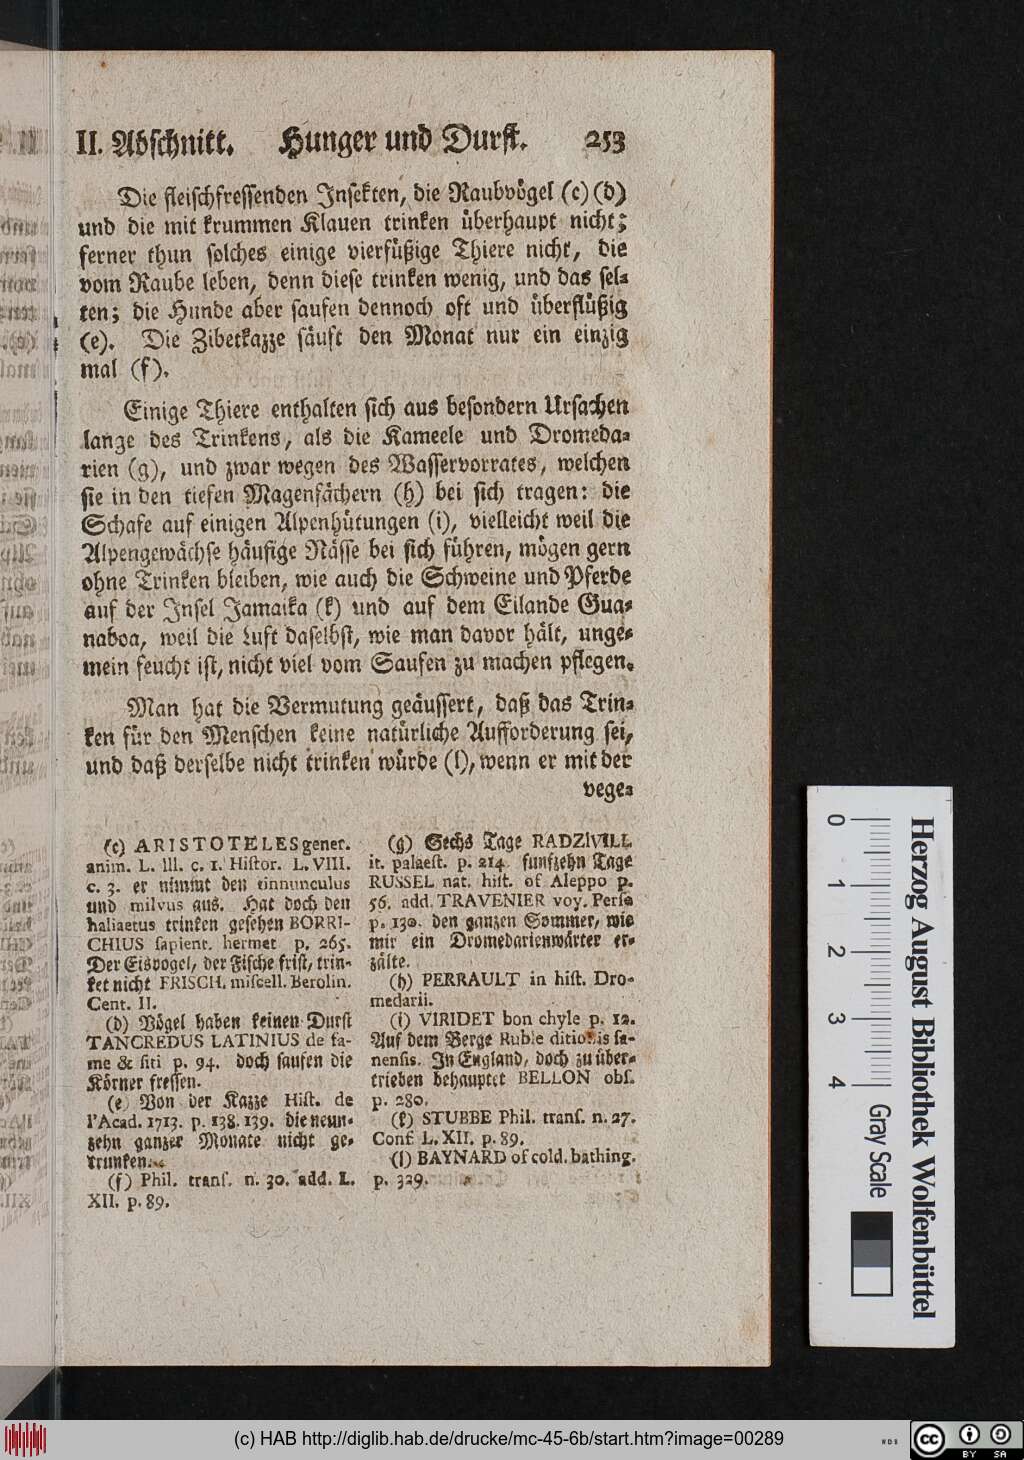 II. Abſchnitt. Hunger und Durſt. 253
Die fleiſchfreſſenden Inſekten, die Raubvögel (c) (d)
und die mit krummen Klauen trinken überhaupt nicht;
ferner thun ſolches einige vierfüßige Thiere nicht, die
vom Raube leben, denn dieſe trinken wenig, und das ſel-
ten; die Hunde aber ſaufen dennoch oft und überflüßig
(e). Die Zibetkazze ſäuft den Monat nur ein einzig
mal (f).
Einige Thiere enthalten ſich aus beſondern Urſachen
lange des Trinkens, als die Kameele und Dromeda-
rien (g), und zwar wegen des Waſſervorrates, welchen
ſie in den tiefen Magenfächern (h) bei ſich tragen: die
Schafe auf einigen Alpenhütungen (i), vielleicht weil die
Alpengewächſe häufige Näſſe bei ſich führen, mögen gern
ohne Trinken bleiben, wie auch die Schweine und Pferde
auf der Inſel Jamaika (k) und auf dem Eilande Gua-
naboa, weil die Luft daſelbſt, wie man davor hält, unge-
mein feucht iſt, nicht viel vom Saufen zu machen pflegen.
Man hat die Vermutung geäuſſert, daß das Trin-
ken für den Menſchen keine natürliche Aufforderung ſei,
und daß derſelbe nicht trinken würde (l), wenn er mit der
vege-
(c) ARISTOTELES gener.
anim. L. III. c. 1. Hiſtor. L. VIII.
c. 3. er nimmt den tinnunculus
und milvus aus. Hat doch den
haliaetus trinken geſehen BORRI-
CHIUS ſapient. hermet p. 265.
Der Eisvogel, der Fiſche friſt, trin-
ket nicht FRISCH. miſcell. Berolin.
Cent. II.
(d) Vögel haben keinen Durſt
TANCREDUS LATINIUS de fa-
me & ſiti p. 94. doch ſaufen die
Körner freſſen.
(e) Von der Kazze Hiſt. de
l'Acad. 1713. p. 138. 139. die neun-
zehn ganzer Monate nicht ge-
trunken.
(f) Phil. tranſ. n. 30. add. L.
XII. p. 89.
(g) Sechs Tage RADZIVILL
it. palaeſt. p. 214. funfzehn Tage
RUSSEL nat. hiſt. of Aleppo p.
56. add. TRAVENIER voy. Perſe
p. 130. den ganzen Sommer, wie
mir ein Dromedarienwärter er-
zälte.
(h) PERRAULT in hiſt. Dro-
medarii.
(i) VIRIDET bon chyle p. 12.
Auf dem Berge Ruble ditionis ſa-
nenſis. In England, doch zu über-
trieben behauptet BELLON obſ.
p. 280.
(k) STUBBE Phil. tranſ. n. 27.
Conf. L. XII. p. 89.
(l) BAYNARD of cold. bathing.
p. 329.
0 1 2 3 4
Gray Scale
Herzog August Bibliothek Wolfenbüttel
(c) HAB http://diglib.hab.de/drucke/mc-45-6b/start.htm?image=00289
WDB
cc BY SA